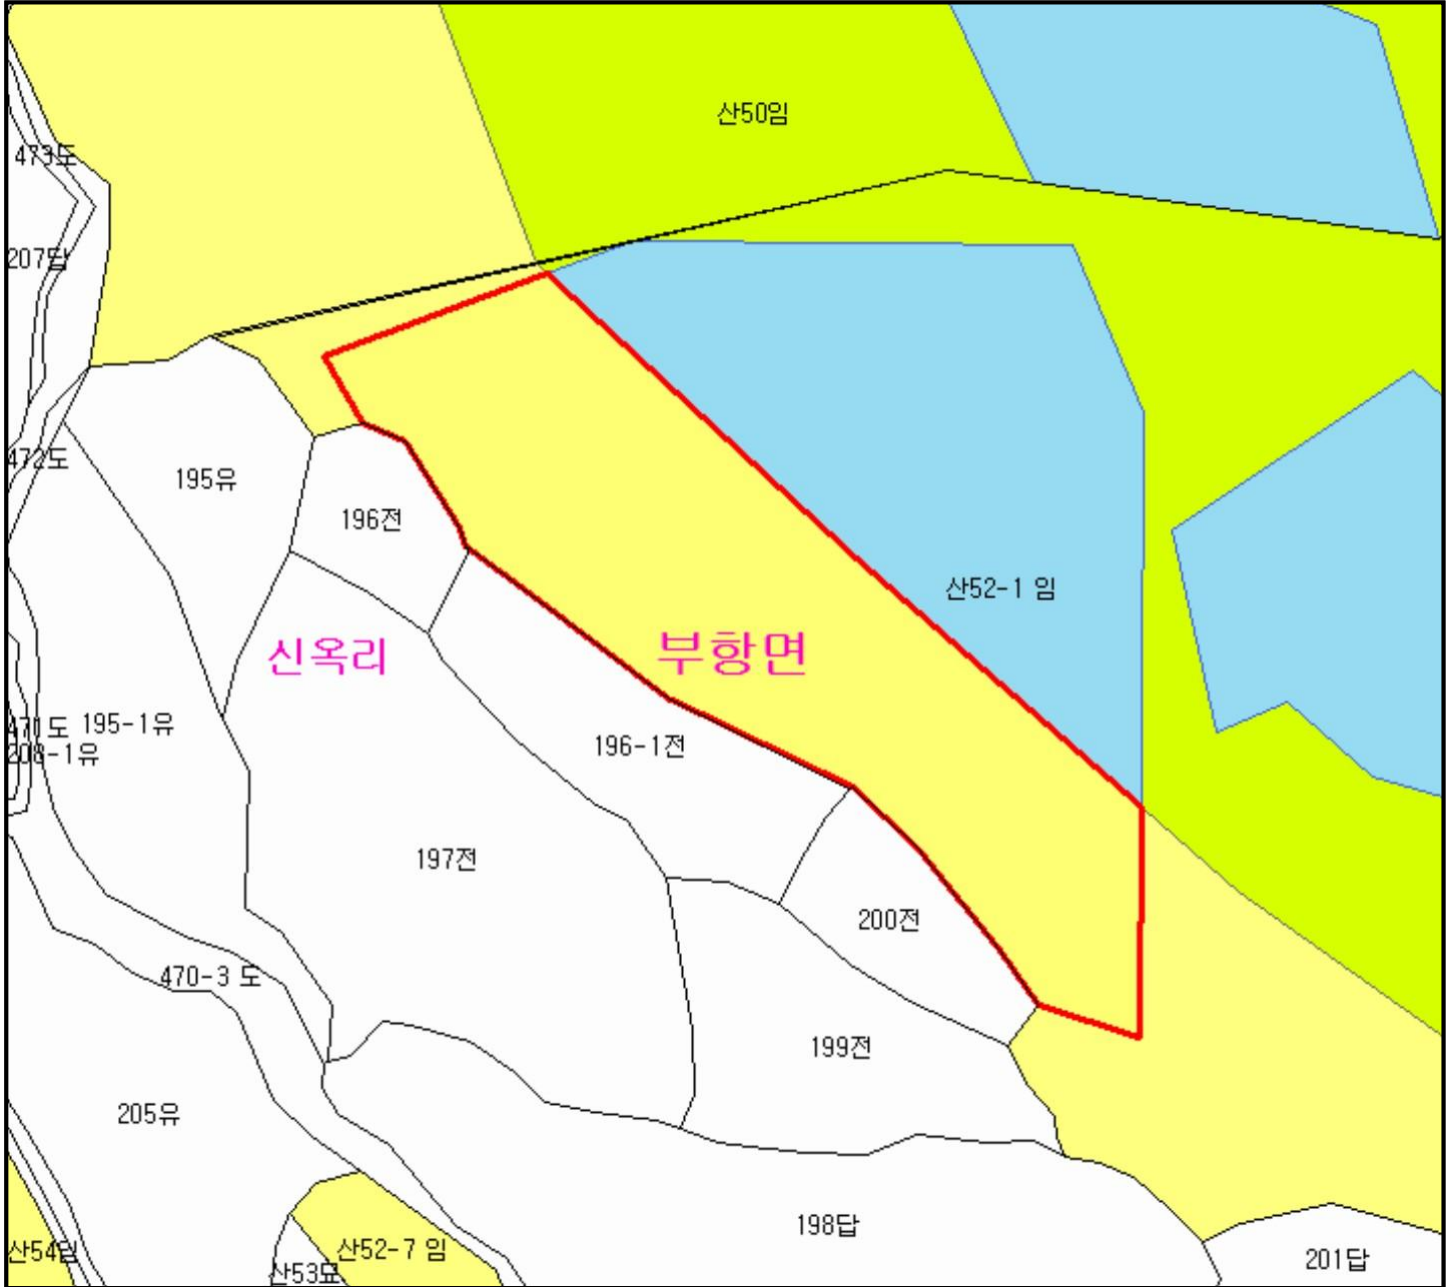 산50임
473도
207답
472도
195유
196전
산52-1 임
신옥리
부항면
471도
195-1유
196-1전
208-1유
197전
200전
470-3 도
199전
205유
198답
산54임
산52-7 임
산53묘
201답